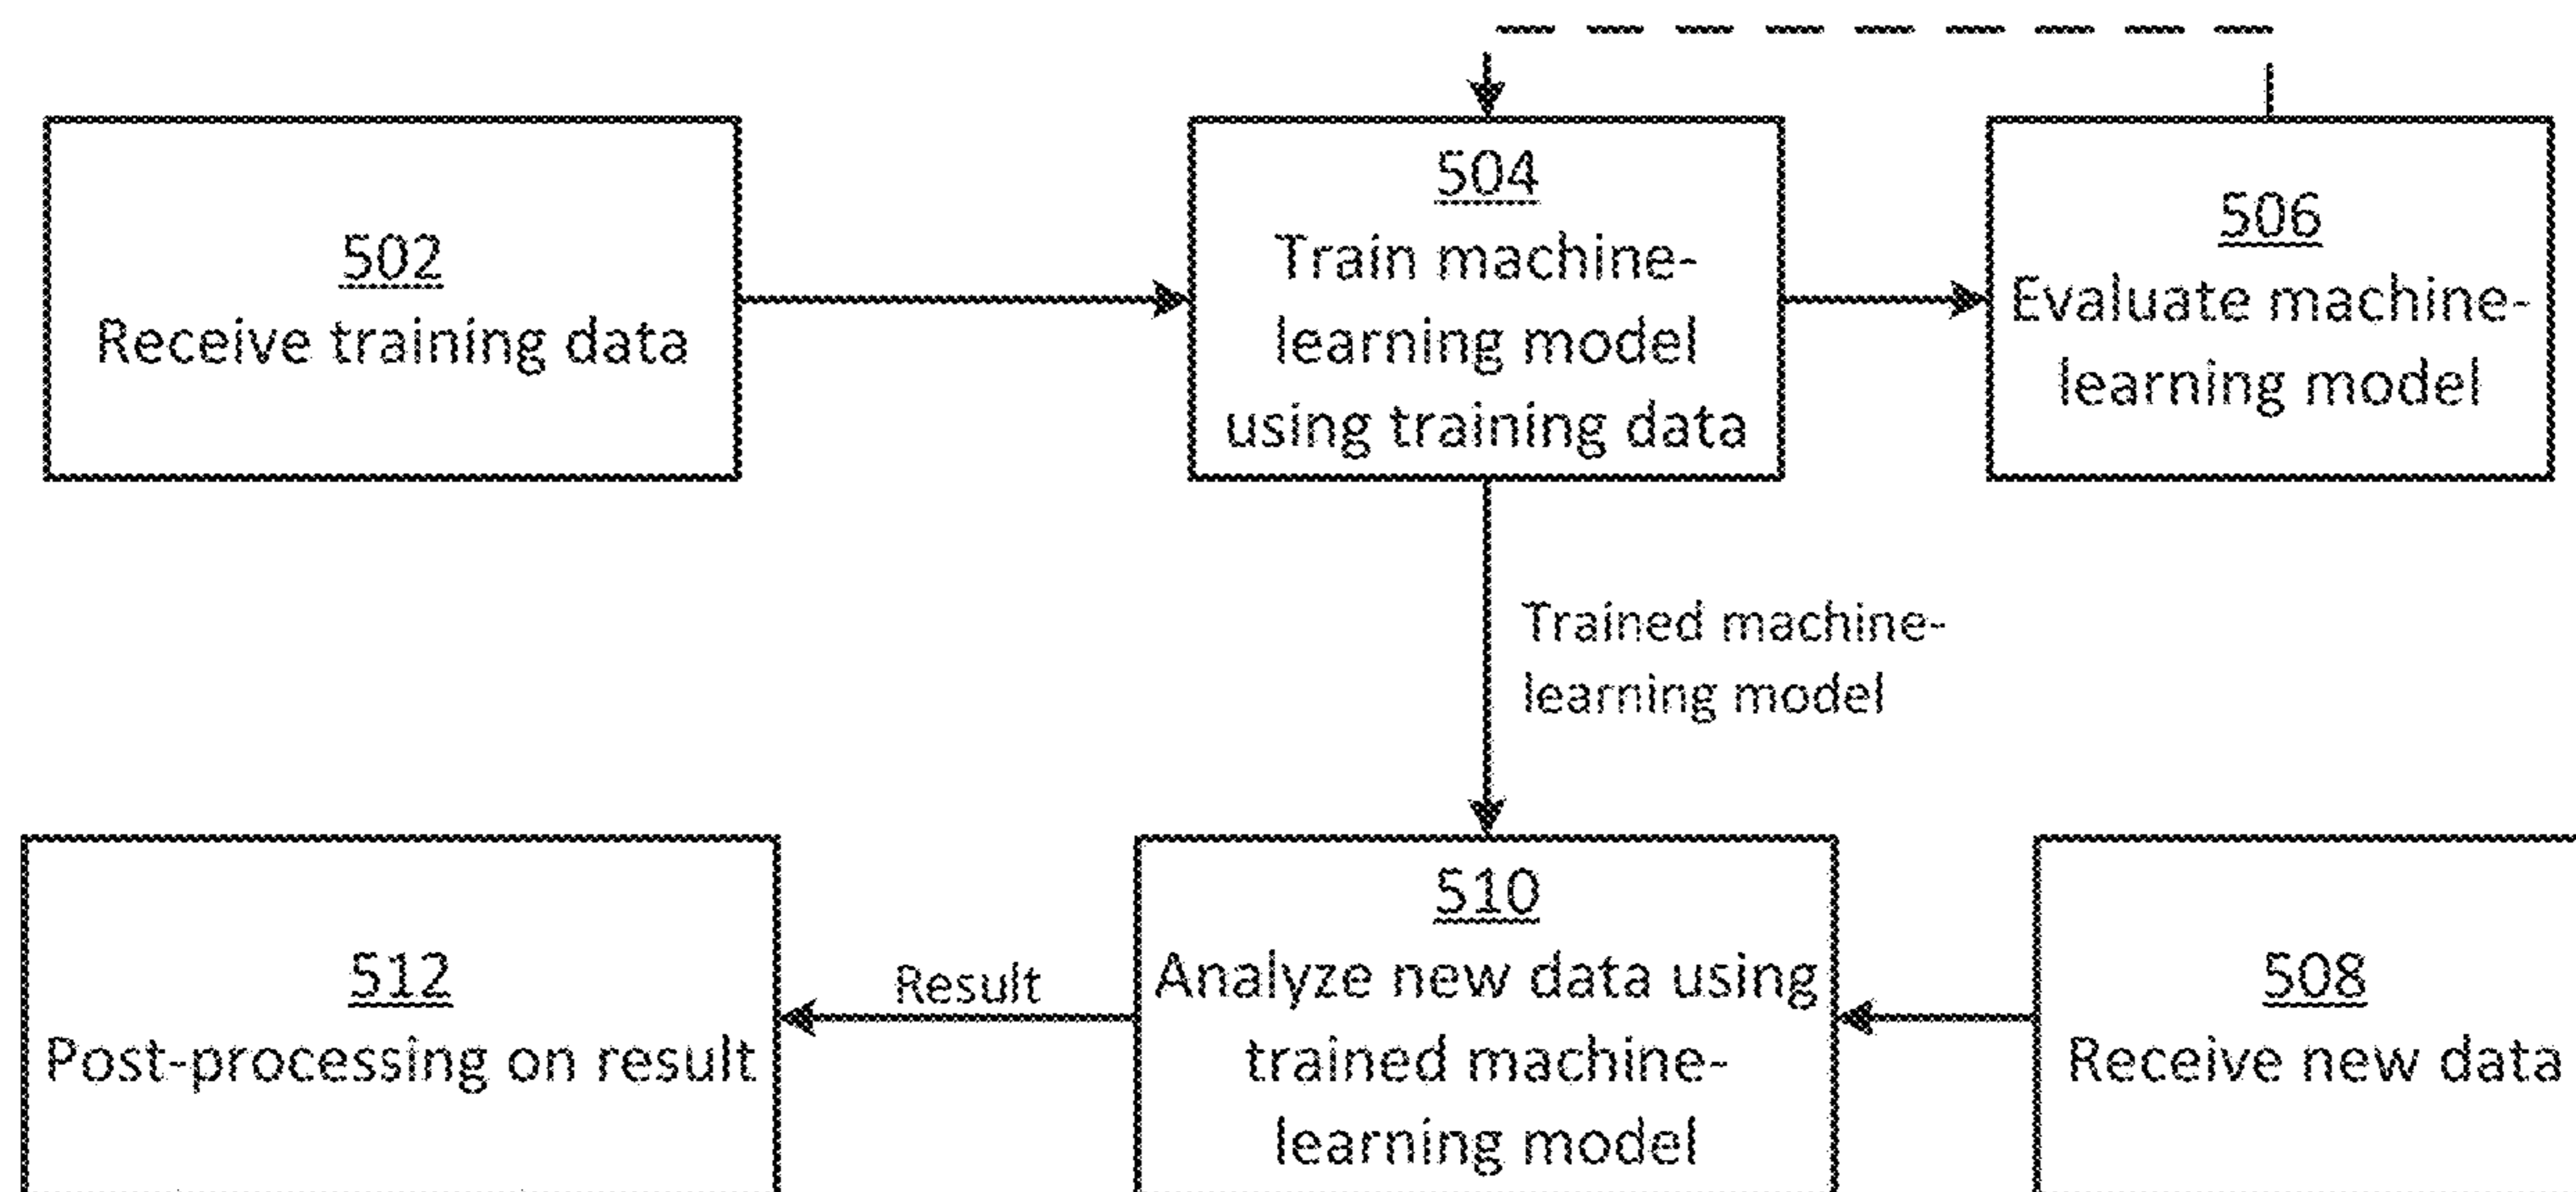 502
Receive training data
504
Train machine-
learning model
using training data
506
Evaluate machine-
learning model
Trained machine-
learning model
512
Post-processing on result
Result
510
Analyze new data using
trained machine-
learning model
508
Receive new data